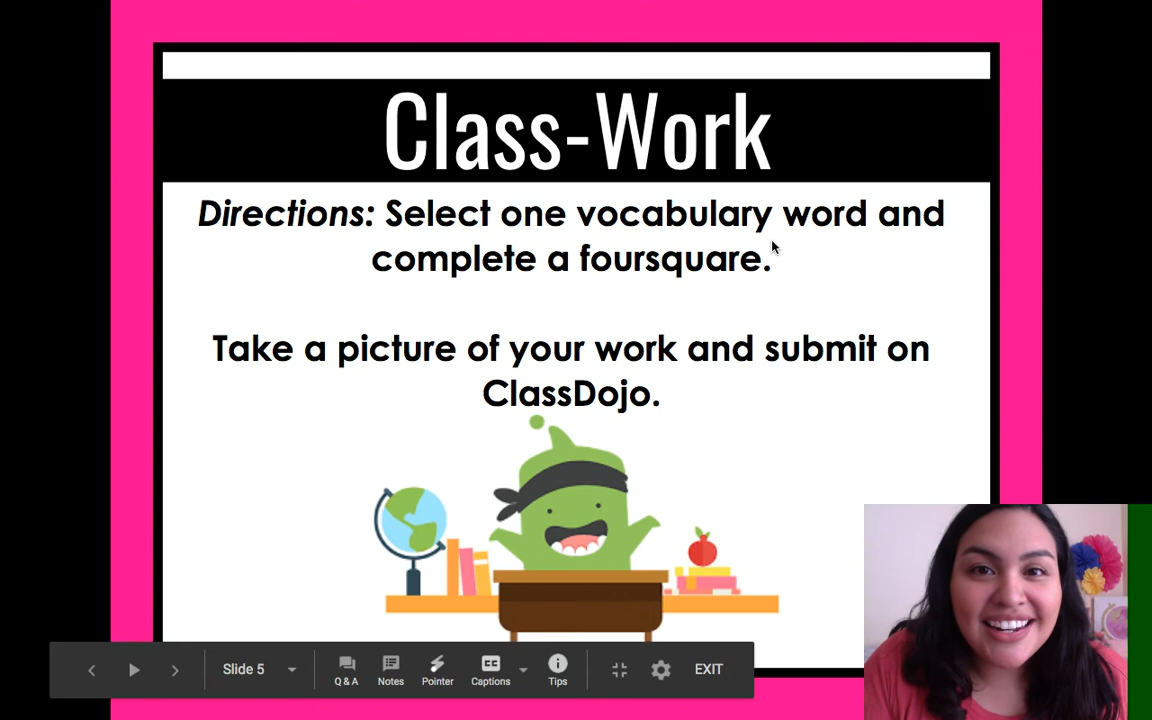 Class-Work
Directions: Select one vocabulary word and
complete a foursquare.
Take a picture of your work and submit on
ClassDojo.
Slide 5
Q & A
Notes
Pointer
CC
Captions
Tips
EXIT